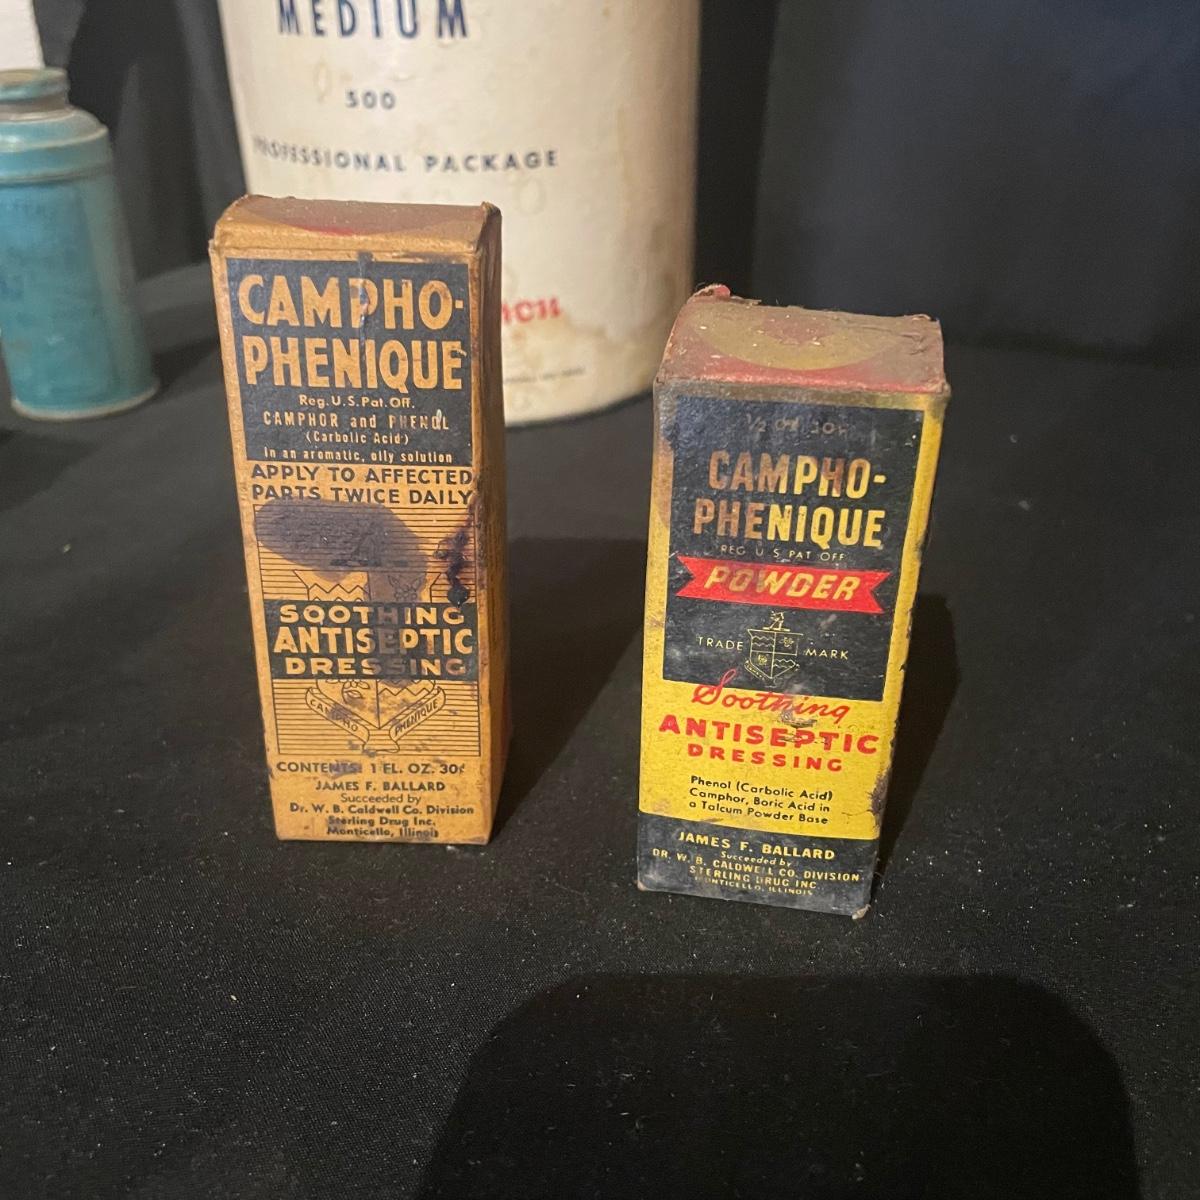 MEDIUM
500
PROFESSIONAL PACKAGE
CAMPHO-
PHENIQUE
Reg. U.S. Pat. Off.
CAMPHOR and PHENOL
(Carbolic Acid)
in an aromatic, oily solution
APPLY TO AFFECTED
PARTS TWICE DAILY
SOOTHING
ANTISEPTIC
DRESSING
CAMPHO PHENIQUE
CONTENTS: 1 FL. OZ. 30¢
JAMES F. BALLARD
Succeeded by
Dr. W. B. Caldwell Co. Division
Sterling Drug Inc.
Monticello, Illinois
1/2 OZ. 30¢
CAMPHO-
PHENIQUE
REG U S PAT OFF
POWDER
TRADE MARK
Soothing
ANTISEPTIC
DRESSING
Phenol (Carbolic Acid)
Camphor, Boric Acid in
a Talcum Powder Base
JAMES F. BALLARD
Succeeded by
DR. W. B. CALDWELL CO. DIVISION
STERLING DRUG INC
MONTICELLO, ILLINOIS